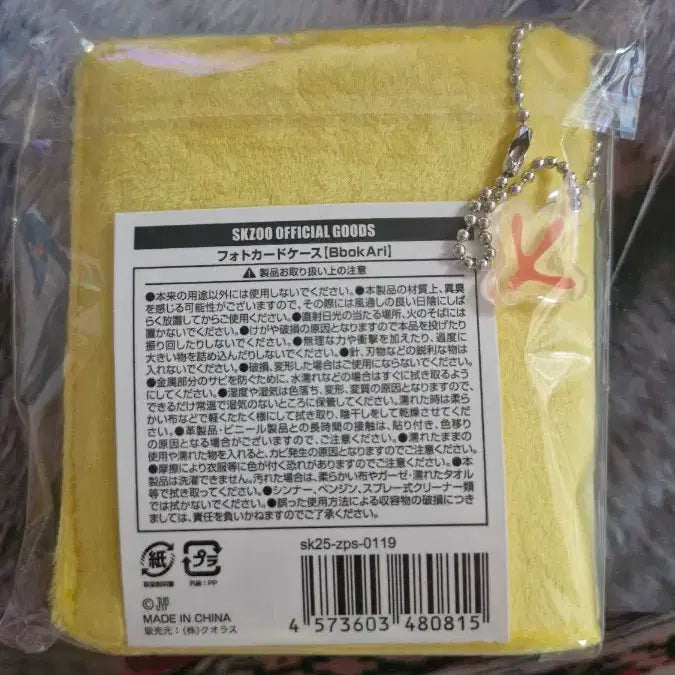 SKZOO OFFICIAL GOODS
フォトカードケース【BbokAri】
⚠ 製品お取り扱い上の注意
●本来の用途以外には使用しないでください。●本製品の材質上、異臭
を感じる可能性がございますので、その際には風通しの良い日陰にしば
らく放置してからご使用ください。●直射日光の当たる場所、火のそばには
置かないでください。●けがや破損の原因となりますので本品を投げたり
振り回したりしないでください。●無理な力や衝撃を加えたり、過度に
大きい物を詰め込んだりしないでください。●針、刃物などの鋭利な物は
入れないでください。●破損、変形した場合はご使用にならないでください。
●金属部分のサビを防ぐために、水濡れなどの場合はすぐに拭き取るよう
にしてください。●湿度や湿気は色落ち、変形、変質の原因となりますので、
できるだけ常温で湿気のないところに保管してください。濡れた時は柔ら
かい布などで軽くたたく様にして拭き取り、陰干しをして乾燥させてくださ
い。●革製品・ビニール製品との長時間の接触は、貼り付き、色移り
の原因となる場合がございますので、ご注意ください。●濡れたままの
使用や濡れた物を入れると、カビ発生の原因となりますのでご注意ください。
●摩擦により衣服等に色が付く恐れがありますのでご注意ください。●本
製品は洗濯できません。汚れた場合は、柔らかい布やガーゼ・濡れたタオル
等で拭き取ってください。●シンナー、ベンジン、スプレー式クリーナー類
では拭かないでください。●誤った使用方法による収容物の破損につき
ましては、責任を負いかねますのでご了承ください。
sk25-zps-0119
紙
取扱説明書
プラ
外装:PP
© JYP
MADE IN CHINA
販売元:(株)クオラス
4 573603 480815